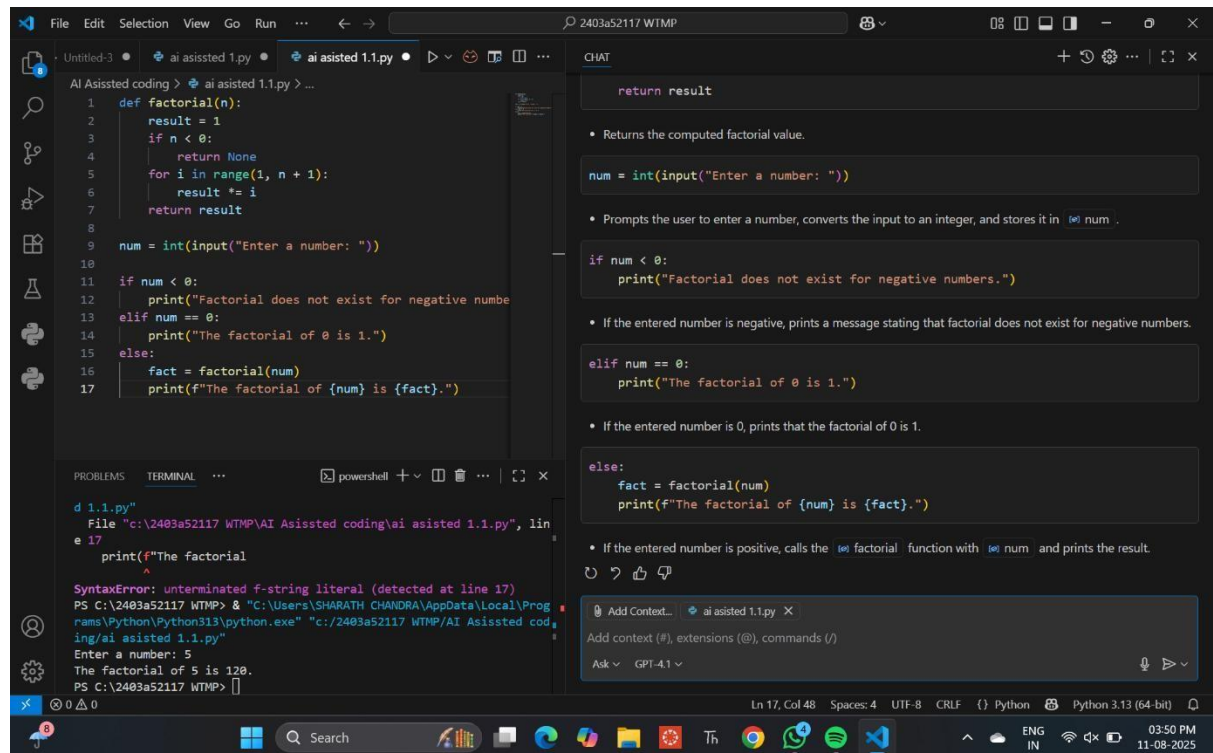 File Edit Selection View Go Run ··· 2403a52117 WTMP
Untitled-3 ai asissted 1.py ai asisted 1.1.py
AI Asissted coding > ai asisted 1.1.py > ...
1 def factorial(n):
2 result = 1
3 if n < 0:
4 return None
5 for i in range(1, n + 1):
6 result *= i
7 return result
8
9 num = int(input("Enter a number: "))
10
11 if num < 0:
12 print("Factorial does not exist for negative numbe
13 elif num == 0:
14 print("The factorial of 0 is 1.")
15 else:
16 fact = factorial(num)
17 print(f"The factorial of {num} is {fact}.")
PROBLEMS TERMINAL ··· powershell
d 1.1.py"
File "c:\2403a52117 WTMP\AI Asissted coding\ai asisted 1.1.py", lin
e 17
print(f"The factorial
^
SyntaxError: unterminated f-string literal (detected at line 17)
PS C:\2403a52117 WTMP> & "C:\Users\SHARATH CHANDRA\AppData\Local\Prog
rams\Python\Python313\python.exe" "c:/2403a52117 WTMP/AI Asissted cod
ing/ai asisted 1.1.py"
Enter a number: 5
The factorial of 5 is 120.
PS C:\2403a52117 WTMP>
CHAT
return result
• Returns the computed factorial value.
num = int(input("Enter a number: "))
• Prompts the user to enter a number, converts the input to an integer, and stores it in num .
if num < 0:
print("Factorial does not exist for negative numbers.")
• If the entered number is negative, prints a message stating that factorial does not exist for negative numbers.
elif num == 0:
print("The factorial of 0 is 1.")
• If the entered number is 0, prints that the factorial of 0 is 1.
else:
fact = factorial(num)
print(f"The factorial of {num} is {fact}.")
• If the entered number is positive, calls the factorial function with num and prints the result.
Add Context... ai asisted 1.1.py
Add context (#), extensions (@), commands (/)
Ask GPT-4.1
0 0 Ln 17, Col 48 Spaces: 4 UTF-8 CRLF {} Python Python 3.13 (64-bit)
8 Search Th 4 ENG 03:50 PM
IN 11-08-2025